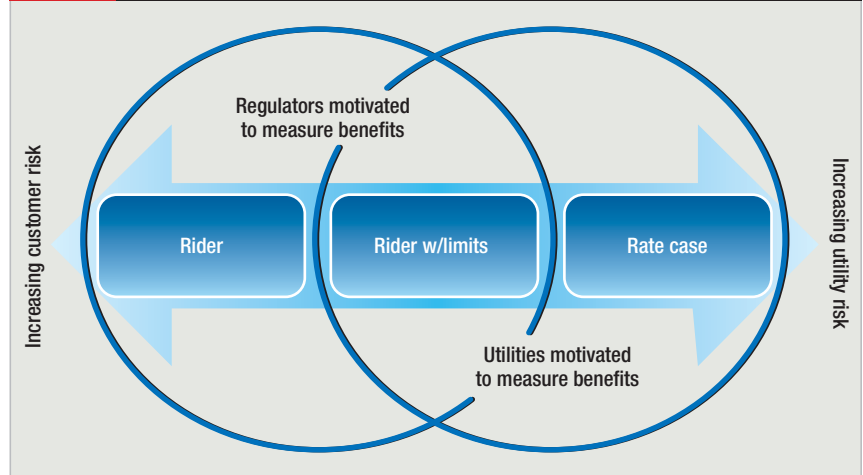 Regulators motivated
to measure benefits
Increasing customer risk
Rider
Rider w/limits
Rate case
Increasing utility risk
Utilities motivated
to measure benefits